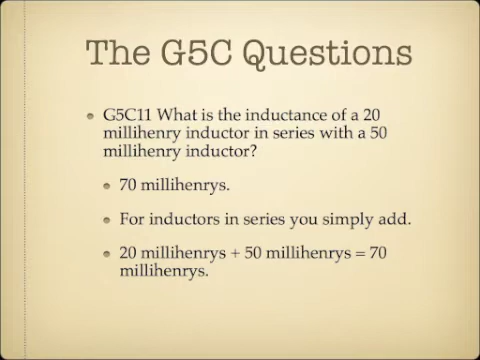 The G5C Questions
G5C11 What is the inductance of a 20
millihenry inductor in series with a 50
millihenry inductor?
70 millihenrys.
For inductors in series you simply add.
20 millihenrys + 50 millihenrys = 70
millihenrys.